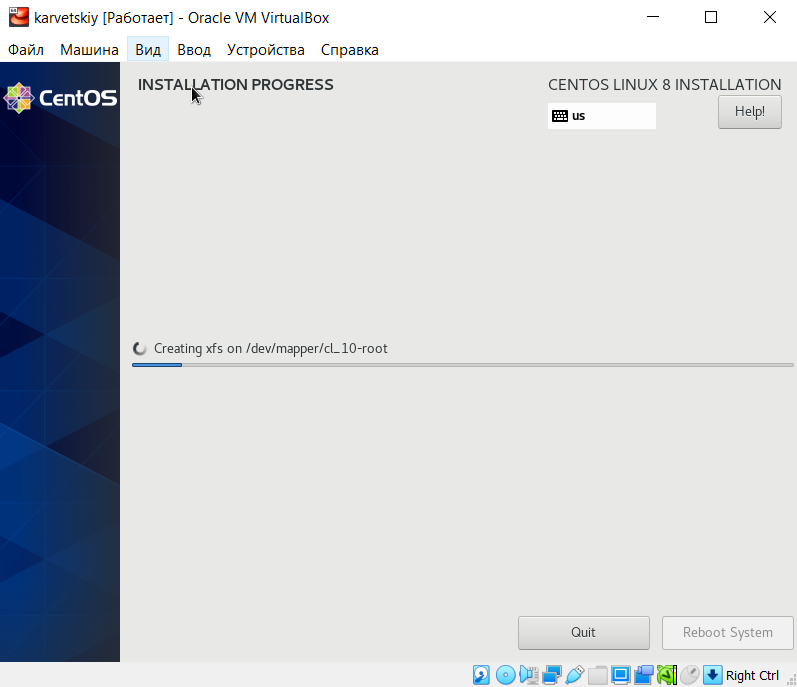 karvetskiy [Работает] - Oracle VM VirtualBox
Файл Машина Вид Ввод Устройства Справка
CentOS
INSTALLATION PROGRESS
CENTOS LINUX 8 INSTALLATION
us
Help!
Creating xfs on /dev/mapper/cl_10-root
Quit
Reboot System
Right Ctrl